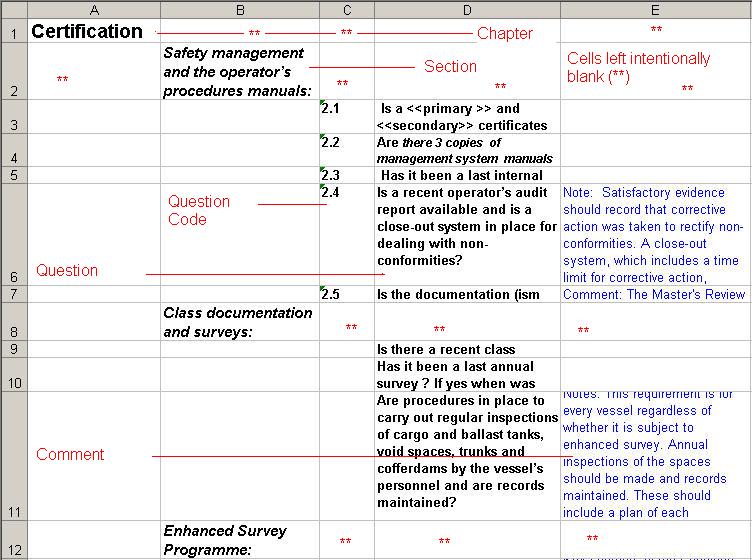 A B C D E
1 Certification ** ** Chapter **
Safety management
and the operator's
2 ** procedures manuals: ** Section ** Cells left intentionally
blank (**) **
3 2.1 Is a <<primary >> and
<<secondary>> certificates
4 2.2 Are there 3 copies of
management system manuals
5 2.3 Has it been a last internal
6 2.4 Is a recent operator's audit
report available and is a
close-out system in place for
dealing with non-
conformities?
Question
Code
Question
Note: Satisfactory evidence
should record that corrective
action was taken to rectify non-
conformities. A close-out
system, which includes a time
limit for corrective action,
7 2.5 Is the documentation (ism
Comment: The Master's Review
8 Class documentation
and surveys: ** ** **
9 Is there a recent class
10 Has it been a last annual
survey ? If yes when was
11 Are procedures in place to
carry out regular inspections
of cargo and ballast tanks,
void spaces, trunks and
cofferdams by the vessel's
personnel and are records
maintained?
Comment
Notes: This requirement is for
every vessel regardless of
whether it is subject to
enhanced survey. Annual
inspections of the spaces
should be made and records
maintained. These should
include a plan of each
12 Enhanced Survey
Programme: ** ** **